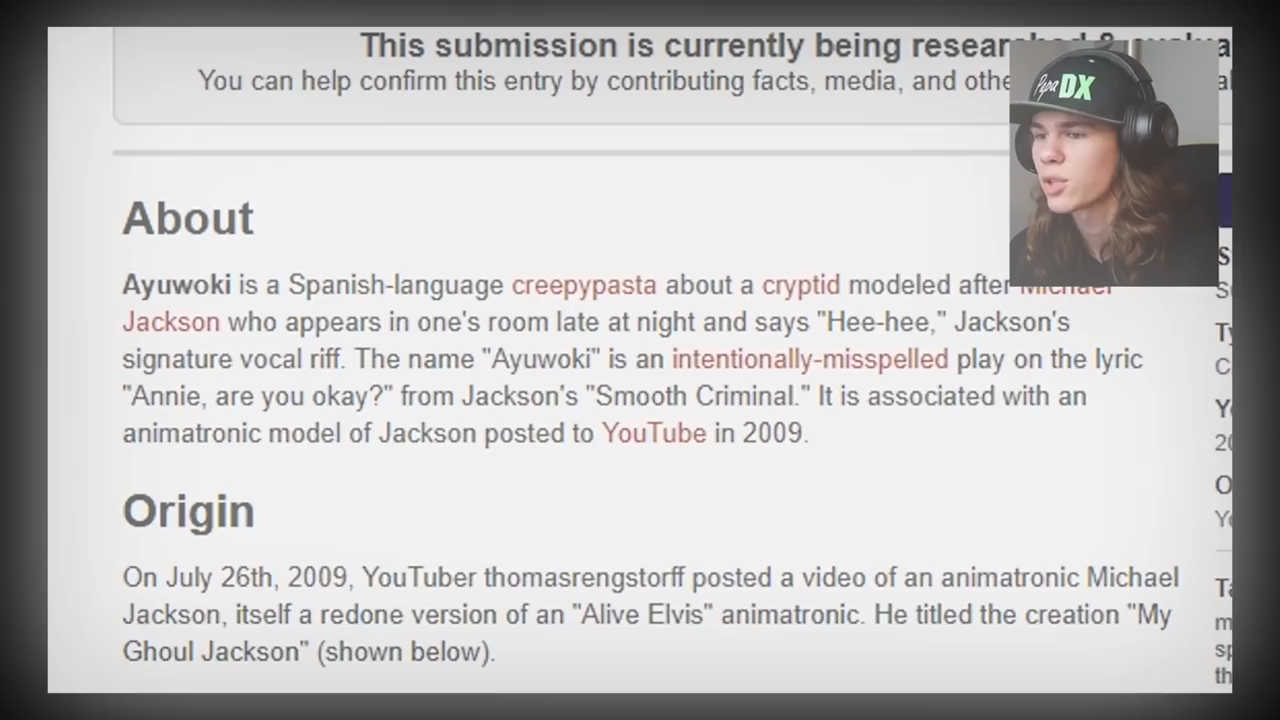 This submission is currently being
You can help confirm this entry by contributing facts, media, and
Papa DX
About
Ayuwoki is a Spanish-language creepypasta about a cryptid modeled after Michael
Jackson who appears in one's room late at night and says "Hee-hee," Jackson's
signature vocal riff. The name "Ayuwoki" is an intentionally-misspelled play on the lyric
"Annie, are you okay?" from Jackson's "Smooth Criminal." It is associated with an
animatronic model of Jackson posted to YouTube in 2009.
Origin
On July 26th, 2009, YouTuber thomasrengstorff posted a video of an animatronic Michael
Jackson, itself a redone version of an "Alive Elvis" animatronic. He titled the creation "My
Ghoul Jackson" (shown below).